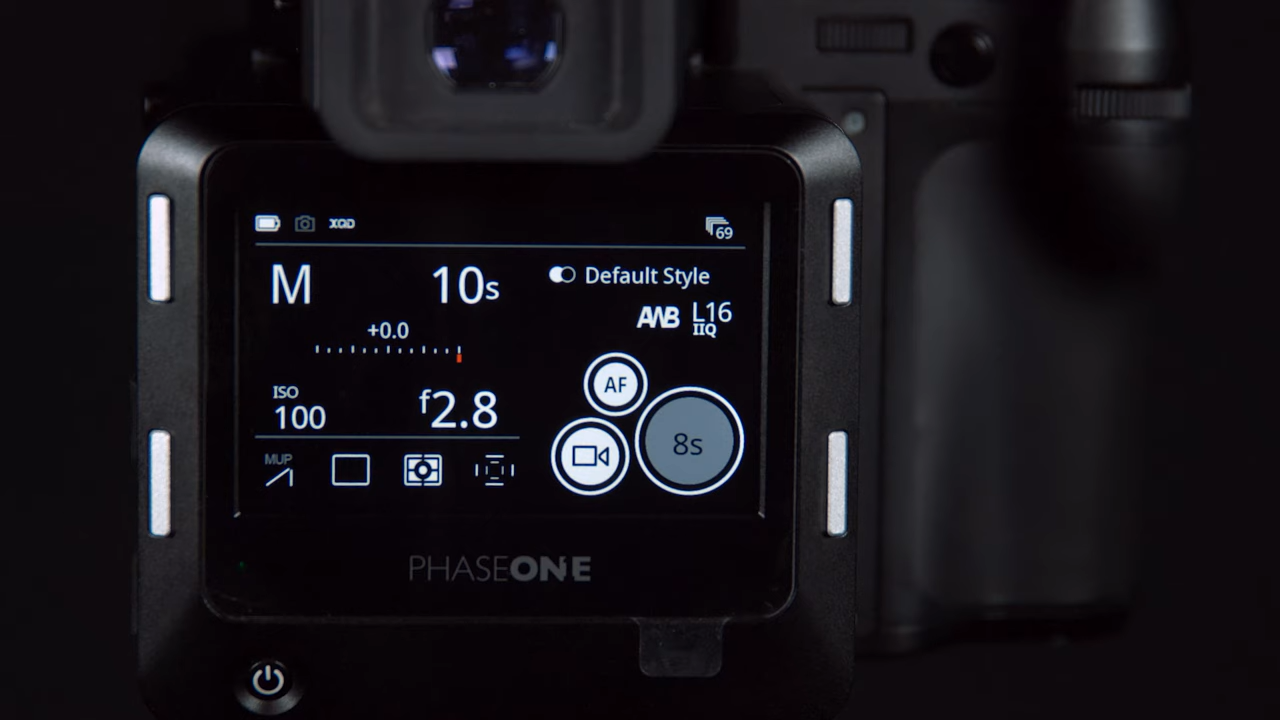 XQD
69
M 10s
Default Style
+0.0
AWB L16
IIQ
ISO
100
f2.8
AF
8s
MUP
PHASEONE